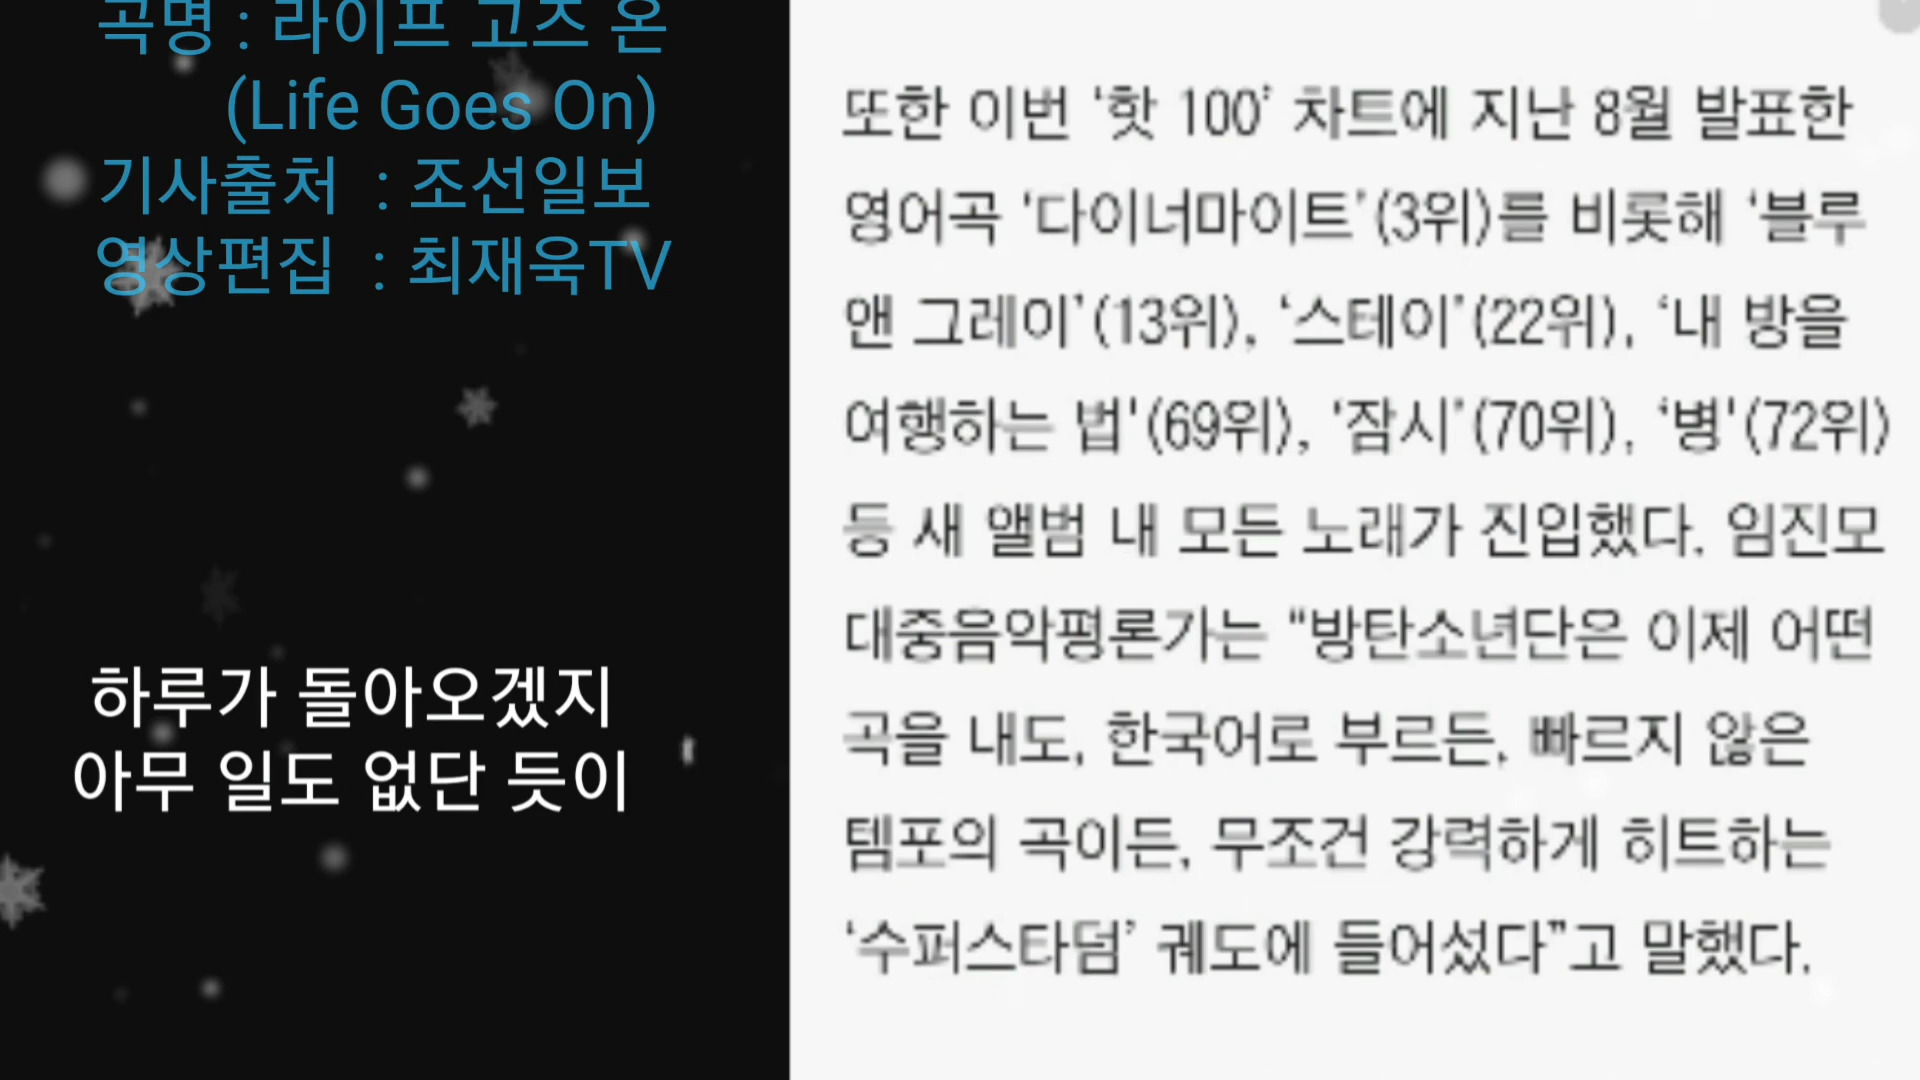 곡명 : 라이프 고즈 온
(Life Goes On)
기사출처 : 조선일보
영상편집 : 최재욱TV
하루가 돌아오겠지
아무 일도 없단 듯이
또한 이번 ‘핫 100’ 차트에 지난 8월 발표한
영어곡 ‘다이너마이트’(3위)를 비롯해 ‘블루
앤 그레이’(13위), ‘스테이’(22위), ‘내 방을
여행하는 법'(69위), ‘잠시’(70위), ‘병'(72위)
등 새 앨범 내 모든 노래가 진입했다. 임진모
대중음악평론가는 “방탄소년단은 이제 어떤
곡을 내도, 한국어로 부르든, 빠르지 않은
템포의 곡이든, 무조건 강력하게 히트하는
‘수퍼스타덤’ 궤도에 들어섰다”고 말했다.